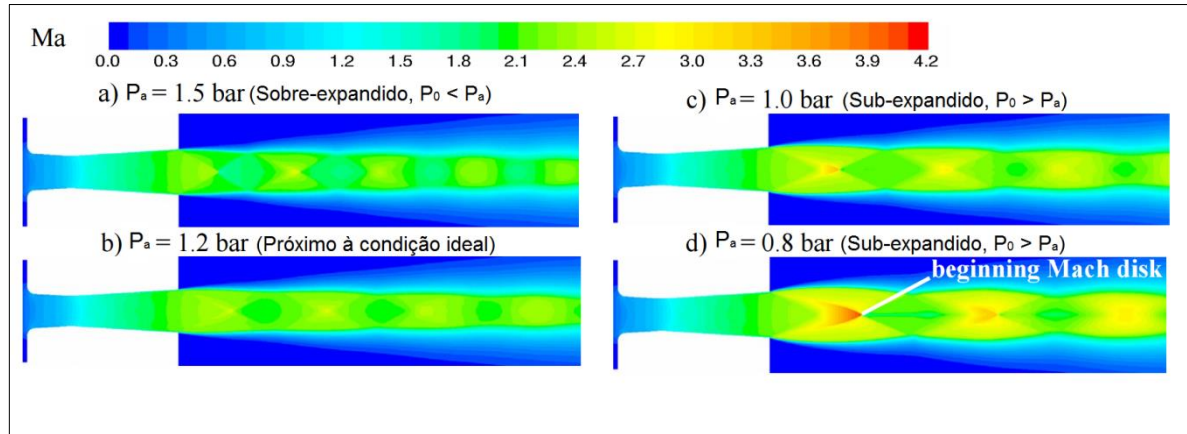 Ma
0.0 0.3 0.6 0.9 1.2 1.5 1.8 2.1 2.4 2.7 3.0 3.3 3.6 3.9 4.2
a) Pₐ = 1.5 bar (Sobre-expandido, P₀ < Pₐ)
c) Pₐ = 1.0 bar (Sub-expandido, P₀ > Pₐ)
b) Pₐ = 1.2 bar (Próximo à condição ideal)
d) Pₐ = 0.8 bar (Sub-expandido, P₀ > Pₐ)
beginning Mach disk